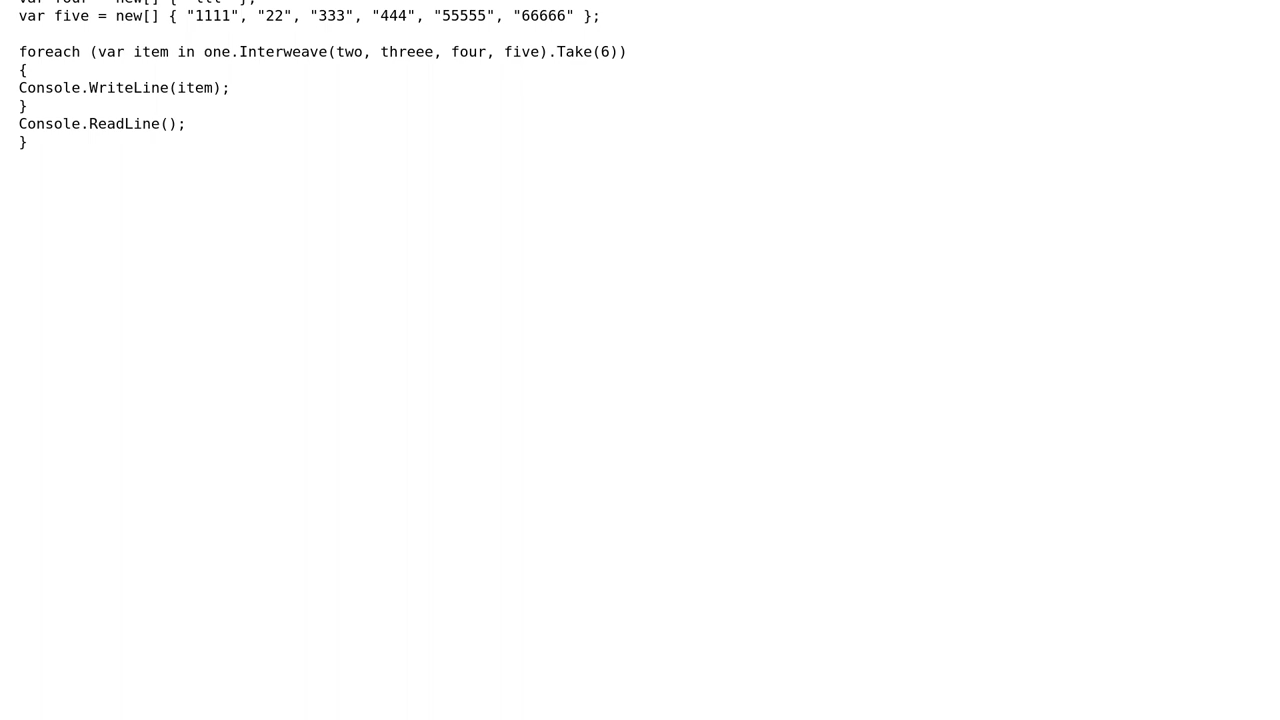 var five = new[] { "1111", "22", "333", "444", "55555", "66666" };
foreach (var item in one.Interweave(two, threee, four, five).Take(6))
{
Console.WriteLine(item);
}
Console.ReadLine();
}